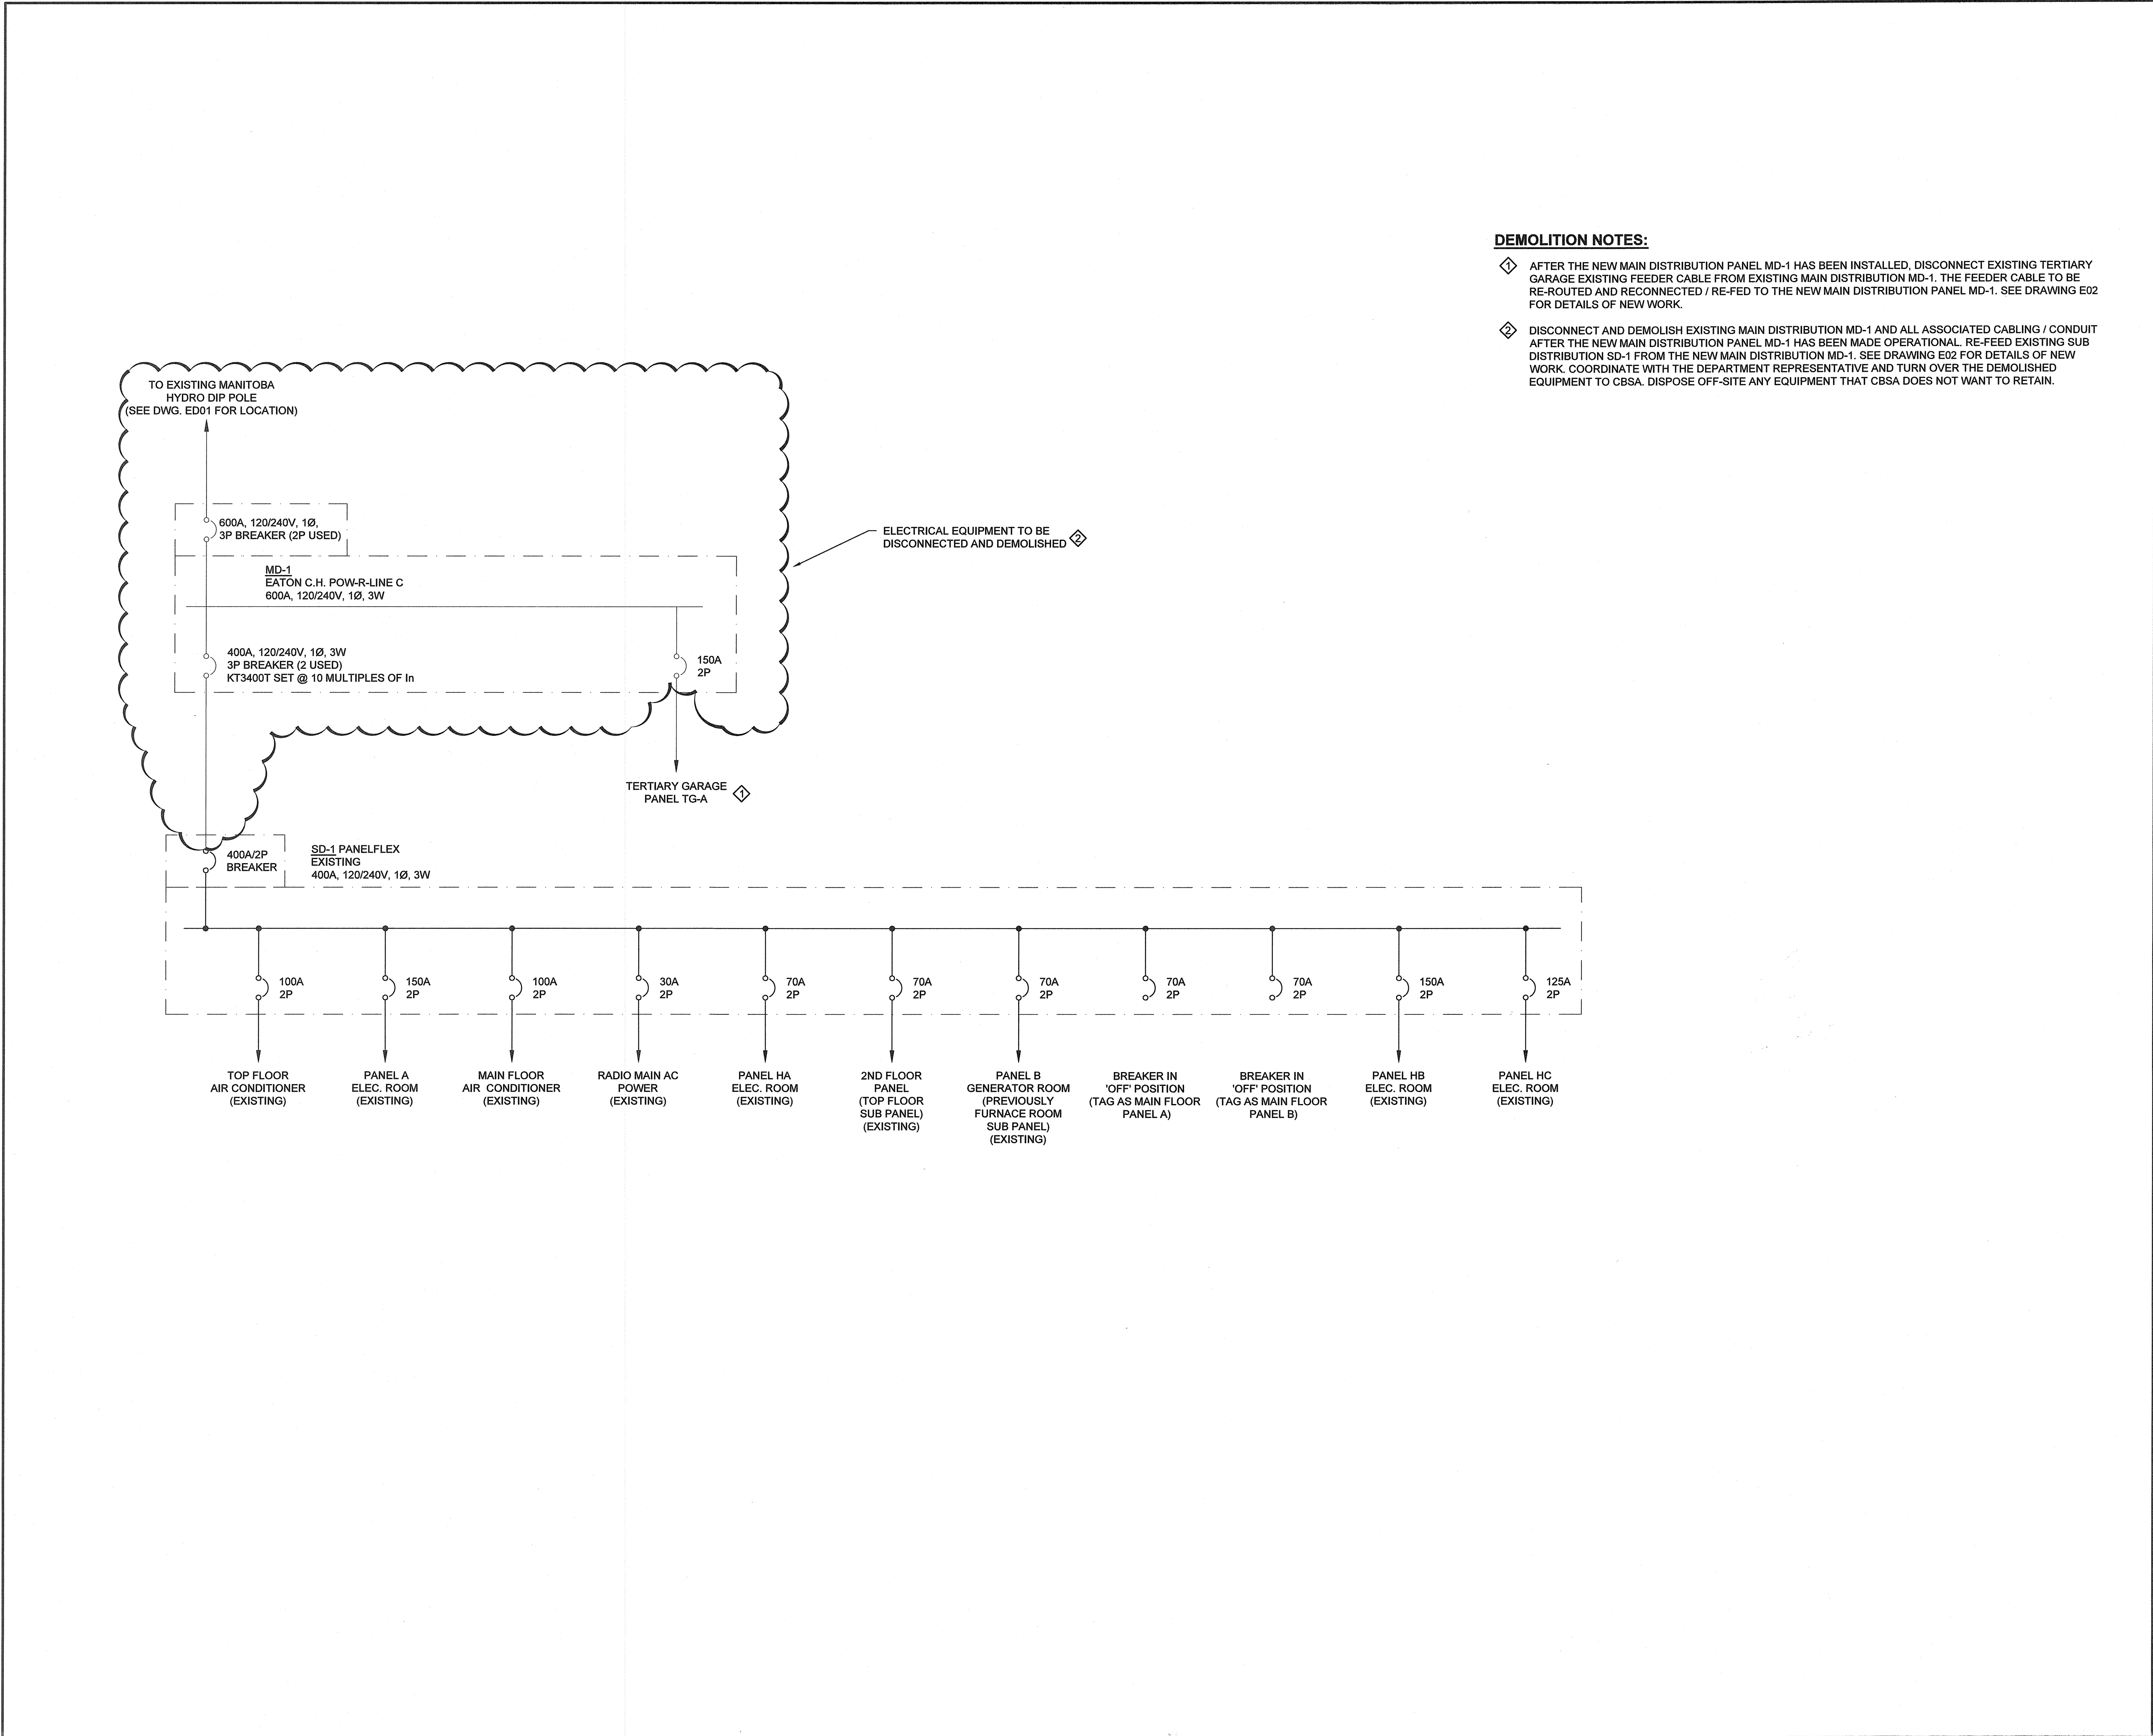 DEMOLITION NOTES:
1 AFTER THE NEW MAIN DISTRIBUTION PANEL MD-1 HAS BEEN INSTALLED, DISCONNECT EXISTING TERTIARY
GARAGE EXISTING FEEDER CABLE FROM EXISTING MAIN DISTRIBUTION MD-1. THE FEEDER CABLE TO BE
RE-ROUTED AND RECONNECTED / RE-FED TO THE NEW MAIN DISTRIBUTION PANEL MD-1. SEE DRAWING E02
FOR DETAILS OF NEW WORK.
2 DISCONNECT AND DEMOLISH EXISTING MAIN DISTRIBUTION MD-1 AND ALL ASSOCIATED CABLING / CONDUIT
AFTER THE NEW MAIN DISTRIBUTION PANEL MD-1 HAS BEEN MADE OPERATIONAL. RE-FEED EXISTING SUB
DISTRIBUTION SD-1 FROM THE NEW MAIN DISTRIBUTION MD-1. SEE DRAWING E02 FOR DETAILS OF NEW
WORK. COORDINATE WITH THE DEPARTMENT REPRESENTATIVE AND TURN OVER THE DEMOLISHED
EQUIPMENT TO CBSA. DISPOSE OFF-SITE ANY EQUIPMENT THAT CBSA DOES NOT WANT TO RETAIN.
TO EXISTING MANITOBA
HYDRO DIP POLE
(SEE DWG. ED01 FOR LOCATION)
600A, 120/240V, 1Ø,
3P BREAKER (2P USED)
ELECTRICAL EQUIPMENT TO BE
DISCONNECTED AND DEMOLISHED 2
MD-1
EATON C.H. POW-R-LINE C
600A, 120/240V, 1Ø, 3W
400A, 120/240V, 1Ø, 3W
3P BREAKER (2 USED)
KT3400T SET @ 10 MULTIPLES OF In
150A
2P
TERTIARY GARAGE
PANEL TG-A 1
400A/2P
BREAKER
SD-1 PANELFLEX
EXISTING
400A, 120/240V, 1Ø, 3W
100A
2P
150A
2P
100A
2P
30A
2P
70A
2P
70A
2P
70A
2P
70A
2P
70A
2P
150A
2P
125A
2P
TOP FLOOR
AIR CONDITIONER
(EXISTING)
PANEL A
ELEC. ROOM
(EXISTING)
MAIN FLOOR
AIR CONDITIONER
(EXISTING)
RADIO MAIN AC
POWER
(EXISTING)
PANEL HA
ELEC. ROOM
(EXISTING)
2ND FLOOR
PANEL
(TOP FLOOR
SUB PANEL)
(EXISTING)
PANEL B
GENERATOR ROOM
(PREVIOUSLY
FURNACE ROOM
SUB PANEL)
(EXISTING)
BREAKER IN
'OFF' POSITION
(TAG AS MAIN FLOOR
PANEL A)
BREAKER IN
'OFF' POSITION
(TAG AS MAIN FLOOR
PANEL B)
PANEL HB
ELEC. ROOM
(EXISTING)
PANEL HC
ELEC. ROOM
(EXISTING)